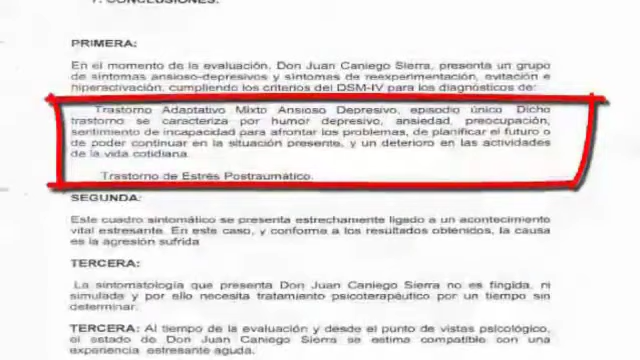 7. CONCLUSIONES:
PRIMERA:
En el momento de la evaluación, Don Juan Caniego Sierra, presenta un grupo
de síntomas ansioso-depresivos y síntomas de reexperimentación, evitación e
hiperactivación, cumpliendo los criterios del DSM-IV para los diagnósticos de:
Trastorno Adaptativo Mixto Ansioso Depresivo, episodio único. Dicho
trastorno se caracteriza por humor depresivo, ansiedad, preocupación,
sentimiento de incapacidad para afrontar los problemas, de planificar el futuro o
de poder continuar en la situación presente, y un deterioro en las actividades
de la vida cotidiana.
Trastorno de Estrés Postraumático.
SEGUNDA:
Este cuadro sintomático se presenta estrechamente ligado a un acontecimiento
vital estresante. En este caso, y conforme a los resultados obtenidos, la causa
es la agresión sufrida
TERCERA:
La sintomatología que presenta Don Juan Caniego Sierra no es fingida, ni
simulada y por ello necesita tratamiento psicoterapéutico por un tiempo sin
determinar.
TERCERA: Al tiempo de la evaluación y desde el punto de vistas psicológico,
el estado de Don Juan Caniego Sierra se estima compatible con una
experiencia estresante aguda.